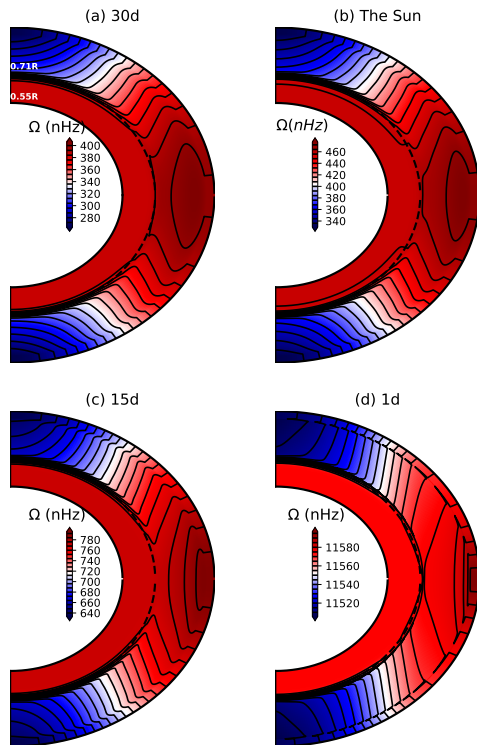 (a) 30d
(b) The Sun
0.71R
0.55R
Ω (nHz)
400
380
360
340
320
300
280
Ω(nHz)
460
440
420
400
380
360
340
(c) 15d
(d) 1d
Ω (nHz)
780
760
740
720
700
680
660
640
Ω (nHz)
11580
11560
11540
11520